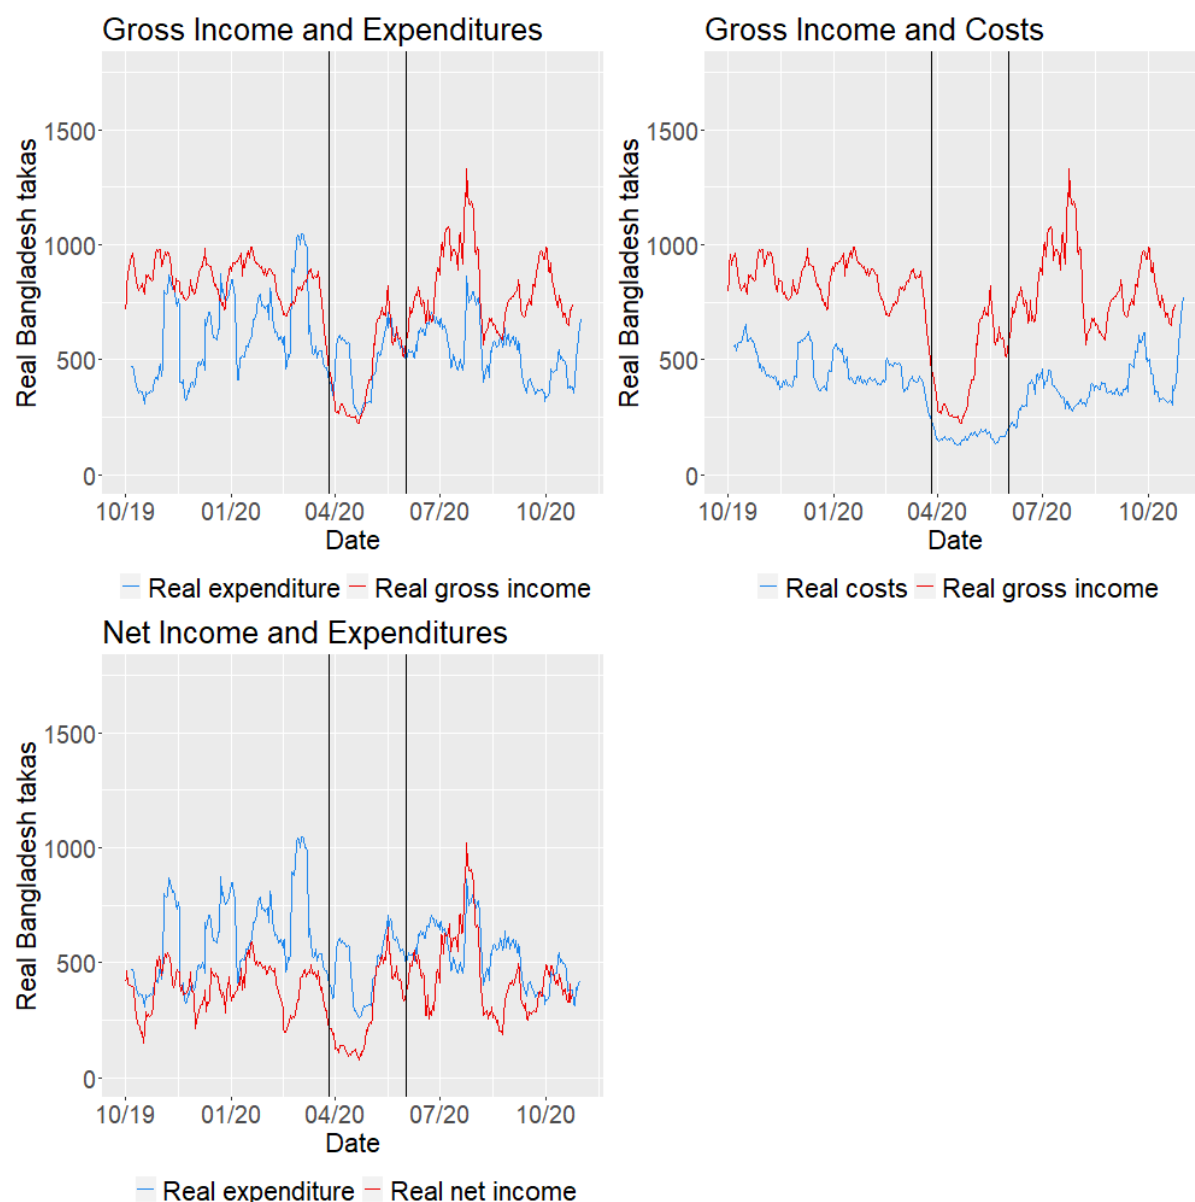 Gross Income and Expenditures
Real Bangladesh takas
1500
1000
500
0
10/19 01/20 04/20 07/20 10/20
Date
Real expenditure Real gross income
Gross Income and Costs
Real Bangladesh takas
1500
1000
500
0
10/19 01/20 04/20 07/20 10/20
Date
Real costs Real gross income
Net Income and Expenditures
Real Bangladesh takas
1500
1000
500
0
10/19 01/20 04/20 07/20 10/20
Date
Real expenditure Real net income